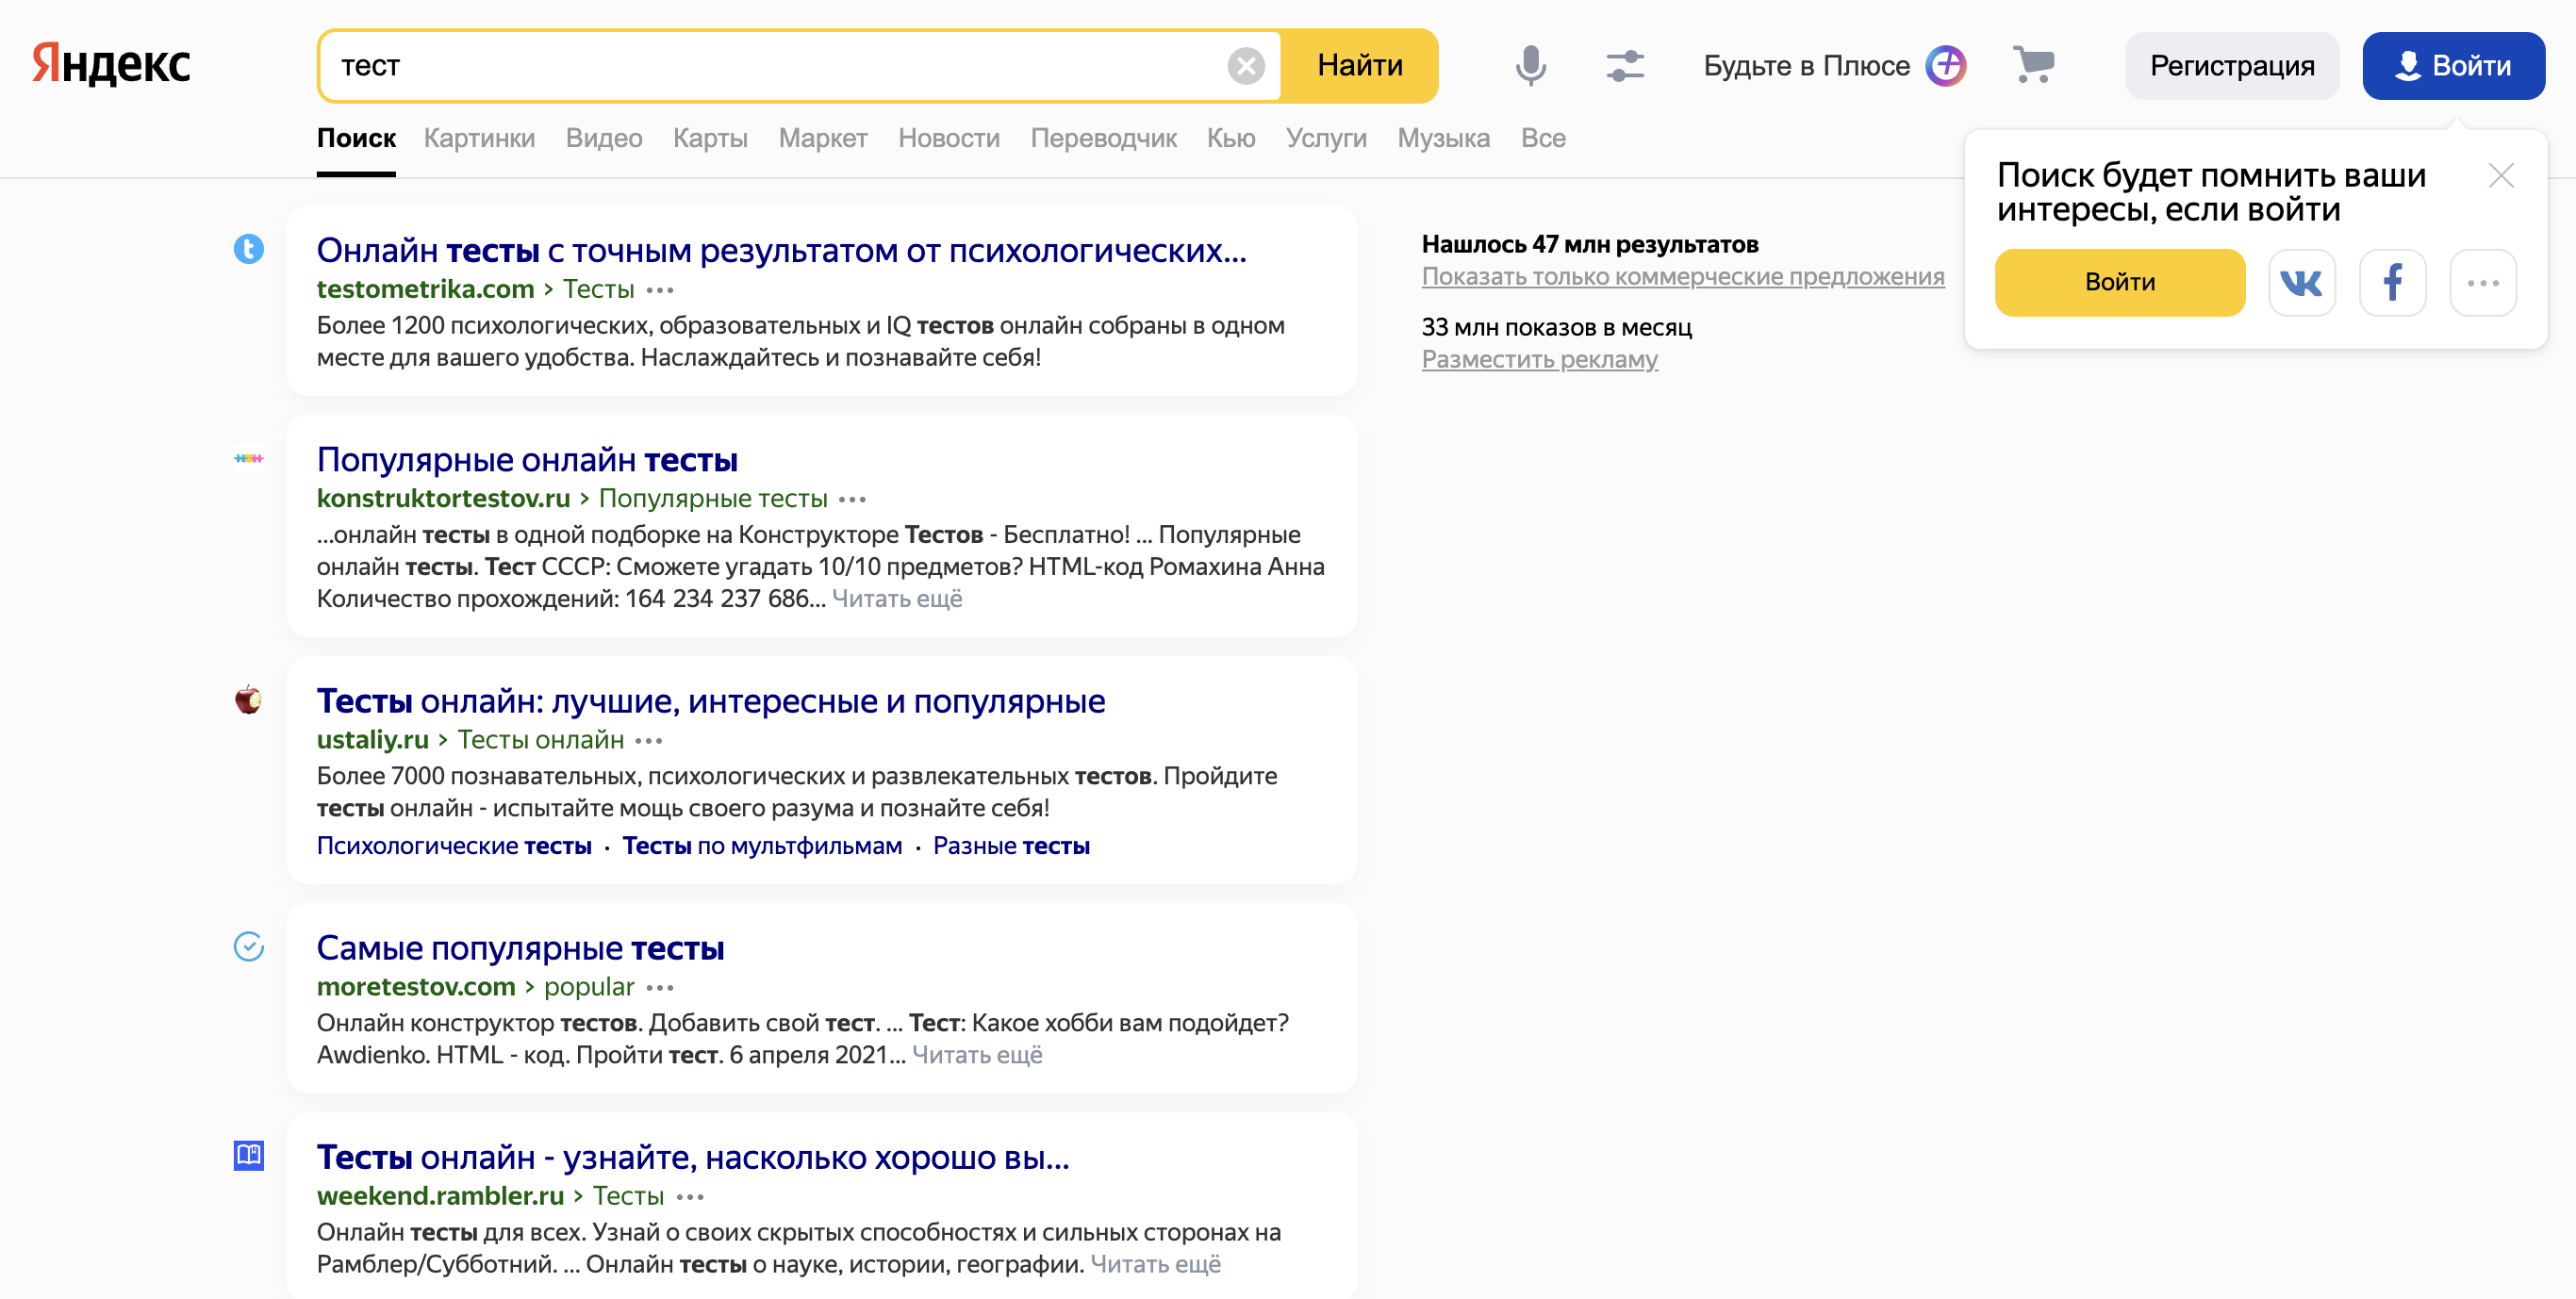 Яндекс
тест
Найти
Будьте в Плюсе
Регистрация
Войти
Поиск Картинки Видео Карты Маркет Новости Переводчик Кью Услуги Музыка Все
Поиск будет помнить ваши
интересы, если войти
Войти
Онлайн тесты с точным результатом от психологических...
testometrika.com › Тесты
Более 1200 психологических, образовательных и IQ тестов онлайн собраны в одном
месте для вашего удобства. Наслаждайтесь и познавайте себя!
Нашлось 47 млн результатов
Показать только коммерческие предложения
33 млн показов в месяц
Разместить рекламу
Популярные онлайн тесты
konstruktortestov.ru › Популярные тесты
...онлайн тесты в одной подборке на Конструкторе Тестов - Бесплатно! ... Популярные
онлайн тесты. Тест СССР: Сможете угадать 10/10 предметов? HTML-код Ромахина Анна
Количество прохождений: 164 234 237 686... Читать ещё
Тесты онлайн: лучшие, интересные и популярные
ustaliy.ru › Тесты онлайн
Более 7000 познавательных, психологических и развлекательных тестов. Пройдите
тесты онлайн - испытайте мощь своего разума и познайте себя!
Психологические тесты · Тесты по мультфильмам · Разные тесты
Самые популярные тесты
moretestov.com › popular
Онлайн конструктор тестов. Добавить свой тест. ... Тест: Какое хобби вам подойдет?
Awdienko. HTML - код. Пройти тест. 6 апреля 2021... Читать ещё
Тесты онлайн - узнайте, насколько хорошо вы...
weekend.rambler.ru › Тесты
Онлайн тесты для всех. Узнай о своих скрытых способностях и сильных сторонах на
Рамблер/Субботний. ... Онлайн тесты о науке, истории, географии. Читать ещё